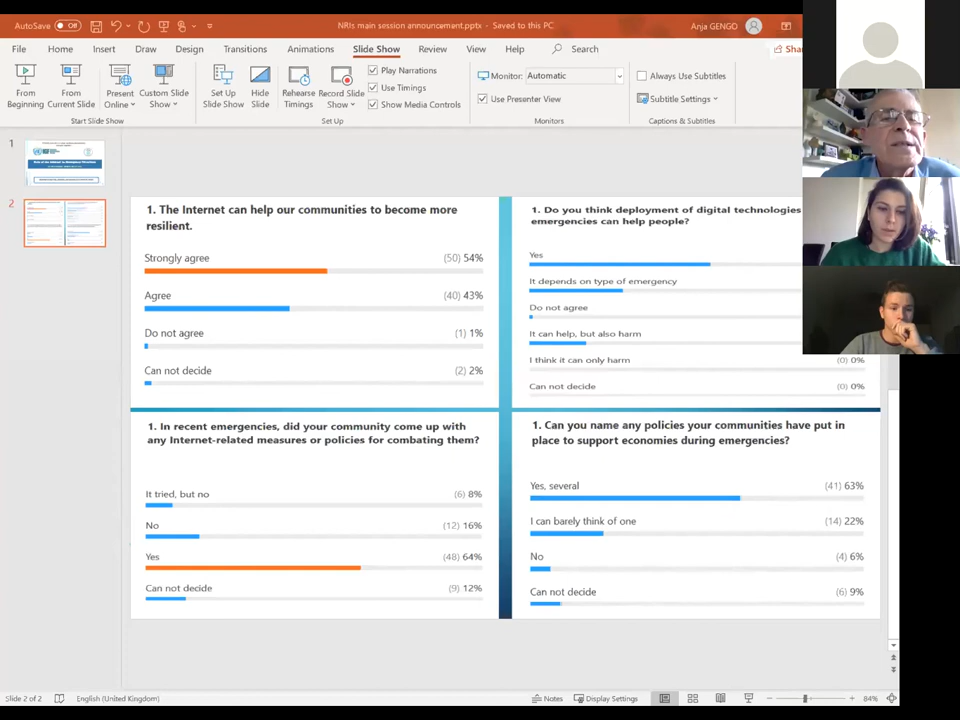 AutoSave Off
NRIs main session announcement.pptx - Saved to this PC
Anja GENGO
File Home Insert Draw Design Transitions Animations Slide Show Review View Help Search Shar
From Beginning
From Current Slide
Present Online
Custom Slide Show
Start Slide Show
Set Up Slide Show
Hide Slide
Rehearse Timings
Record Slide Show
Play Narrations
Use Timings
Show Media Controls
Set Up
Monitor: Automatic
Use Presenter View
Monitors
Always Use Subtitles
Subtitle Settings
Captions & Subtitles
1
2
1. The Internet can help our communities to become more
resilient.
Strongly agree (50) 54%
Agree (40) 43%
Do not agree (1) 1%
Can not decide (2) 2%
1. Do you think deployment of digital technologies
emergencies can help people?
Yes
It depends on type of emergency
Do not agree
It can help, but also harm
I think it can only harm (0) 0%
Can not decide (0) 0%
1. In recent emergencies, did your community come up with
any Internet-related measures or policies for combating them?
It tried, but no (6) 8%
No (12) 16%
Yes (48) 64%
Can not decide (9) 12%
1. Can you name any policies your communities have put in
place to support economies during emergencies?
Yes, several (41) 63%
I can barely think of one (14) 22%
No (4) 6%
Can not decide (6) 9%
Slide 2 of 2 English (United Kingdom) Notes Display Settings 84%